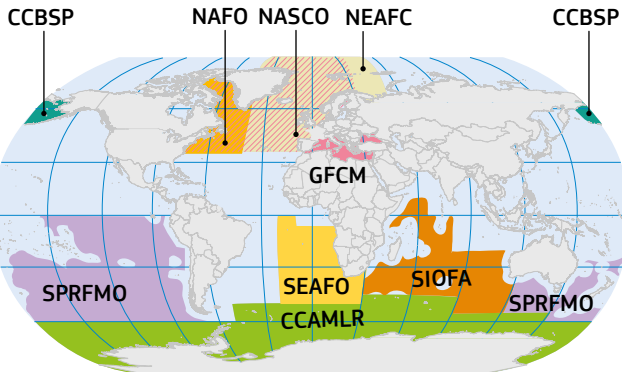 CCBSP
NAFO
NASCO
NEAFC
CCBSP
GFCM
SPRFMO
SEAFO
SIOFA
SPRFMO
CCAMLR